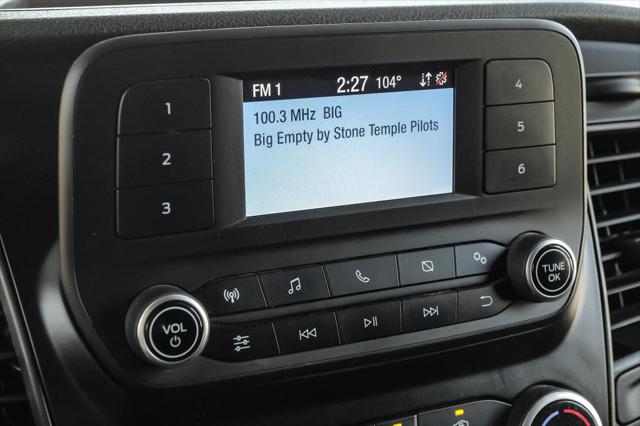 FM 1 2:27 104°
100.3 MHz BIG
Big Empty by Stone Temple Pilots
1
2
3
4
5
6
VOL
TUNE
OK